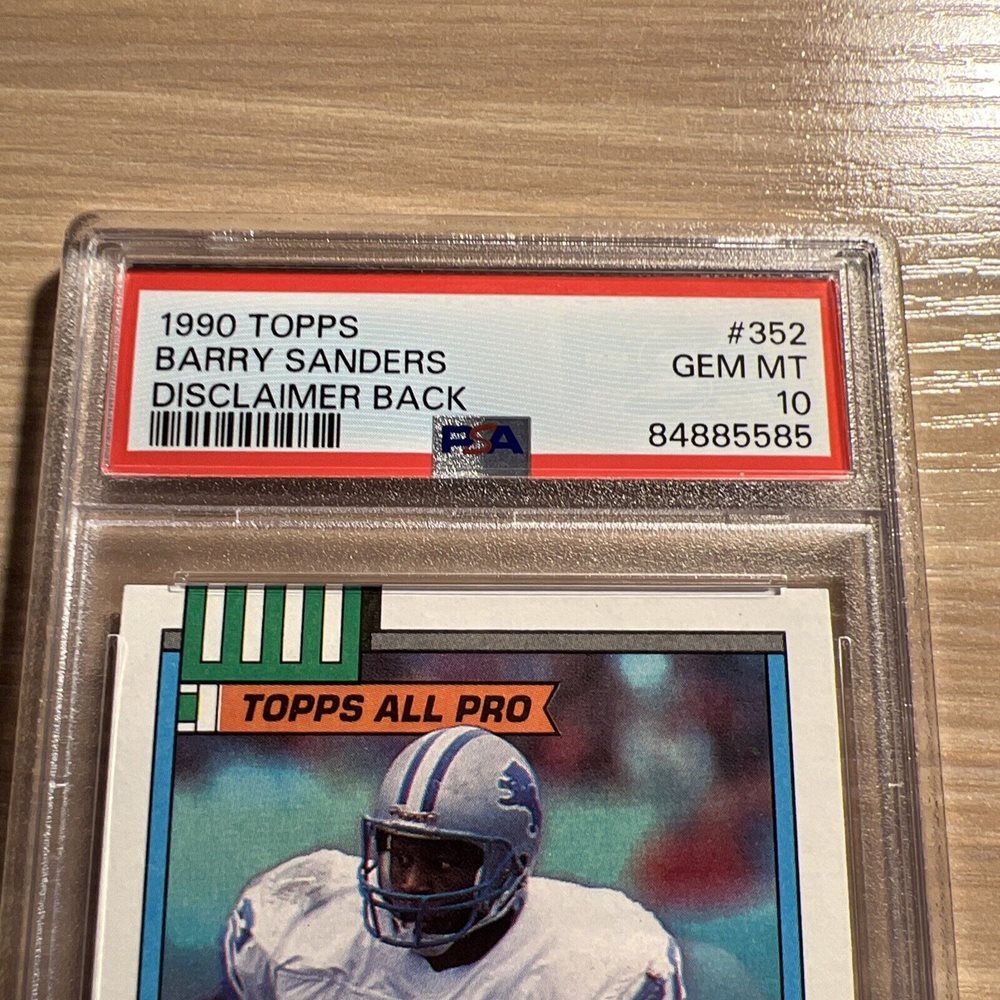 1990 TOPPS #352
BARRY SANDERS GEM MT
DISCLAIMER BACK 10
PSA 84885585
TOPPS ALL PRO